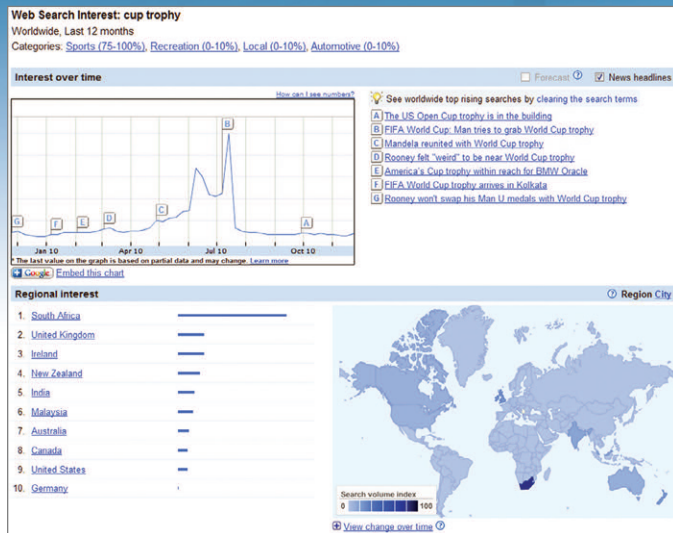 Web Search Interest: cup trophy
Worldwide, Last 12 months
Categories: Sports (75-100%), Recreation (0-10%), Local (0-10%), Automotive (0-10%)
Interest over time
Forecast ? News headlines
How can I see numbers?
See worldwide top rising searches by clearing the search terms
A The US Open Cup trophy is in the building
B FIFA World Cup: Man tries to grab World Cup trophy
C Mandela reunited with World Cup trophy
D Rooney felt "weird" to be near World Cup trophy
E America's Cup trophy within reach for BMW Oracle
F FIFA World Cup trophy arrives in Kolkata
G Rooney won't swap his Man U medals with World Cup trophy
B
C
G F E D A
Jan 10 Apr 10 Jul 10 Oct 10
* The last value on the graph is based on partial data and may change. Learn more
+ Google Embed this chart
Regional interest
? Region City
1. South Africa
2. United Kingdom
3. Ireland
4. New Zealand
5. India
6. Malaysia
7. Australia
8. Canada
9. United States
10. Germany
Search volume index
0 100
View change over time ?